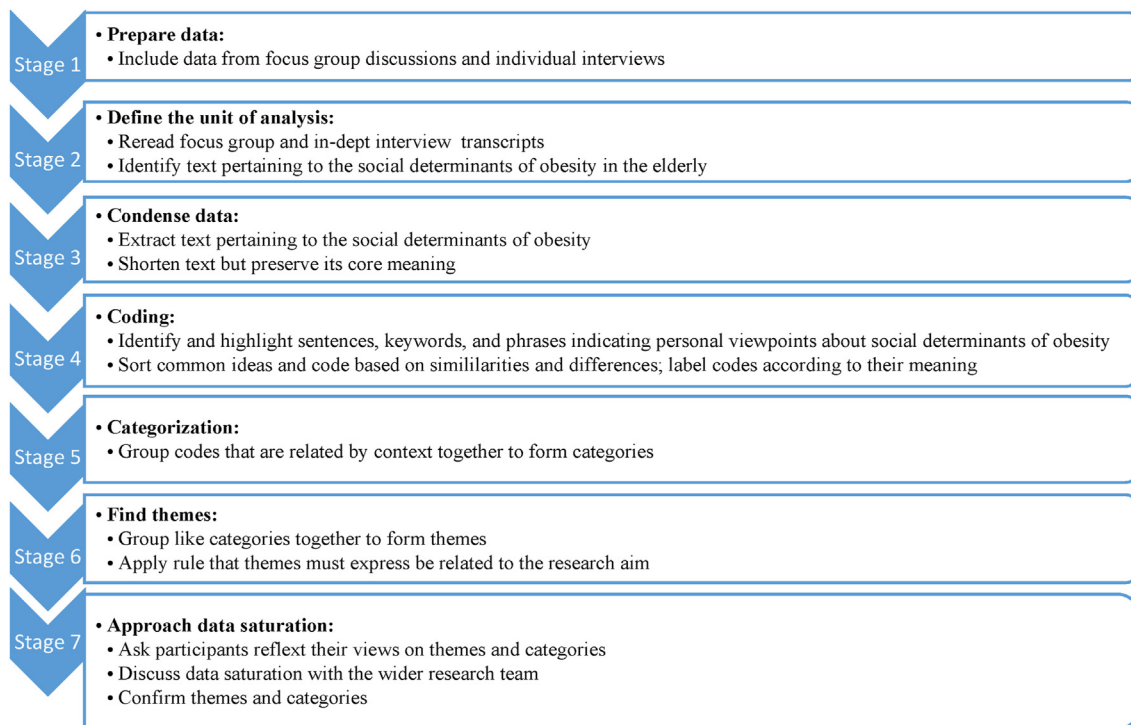 Stage 1
• Prepare data:
• Include data from focus group discussions and individual interviews
Stage 2
• Define the unit of analysis:
• Reread focus group and in-dept interview transcripts
• Identify text pertaining to the social determinants of obesity in the elderly
Stage 3
• Condense data:
• Extract text pertaining to the social determinants of obesity
• Shorten text but preserve its core meaning
Stage 4
• Coding:
• Identify and highlight sentences, keywords, and phrases indicating personal viewpoints about social determinants of obesity
• Sort common ideas and code based on simililarities and differences; label codes according to their meaning
Stage 5
• Categorization:
• Group codes that are related by context together to form categories
Stage 6
• Find themes:
• Group like categories together to form themes
• Apply rule that themes must express be related to the research aim
Stage 7
• Approach data saturation:
• Ask participants reflext their views on themes and categories
• Discuss data saturation with the wider research team
• Confirm themes and categories